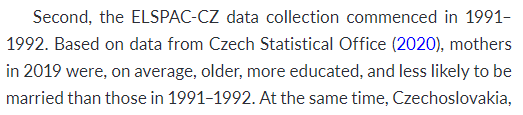 Second, the ELSPAC-CZ data collection commenced in 1991–
1992. Based on data from Czech Statistical Office (2020), mothers
in 2019 were, on average, older, more educated, and less likely to be
married than those in 1991–1992. At the same time, Czechoslovakia,